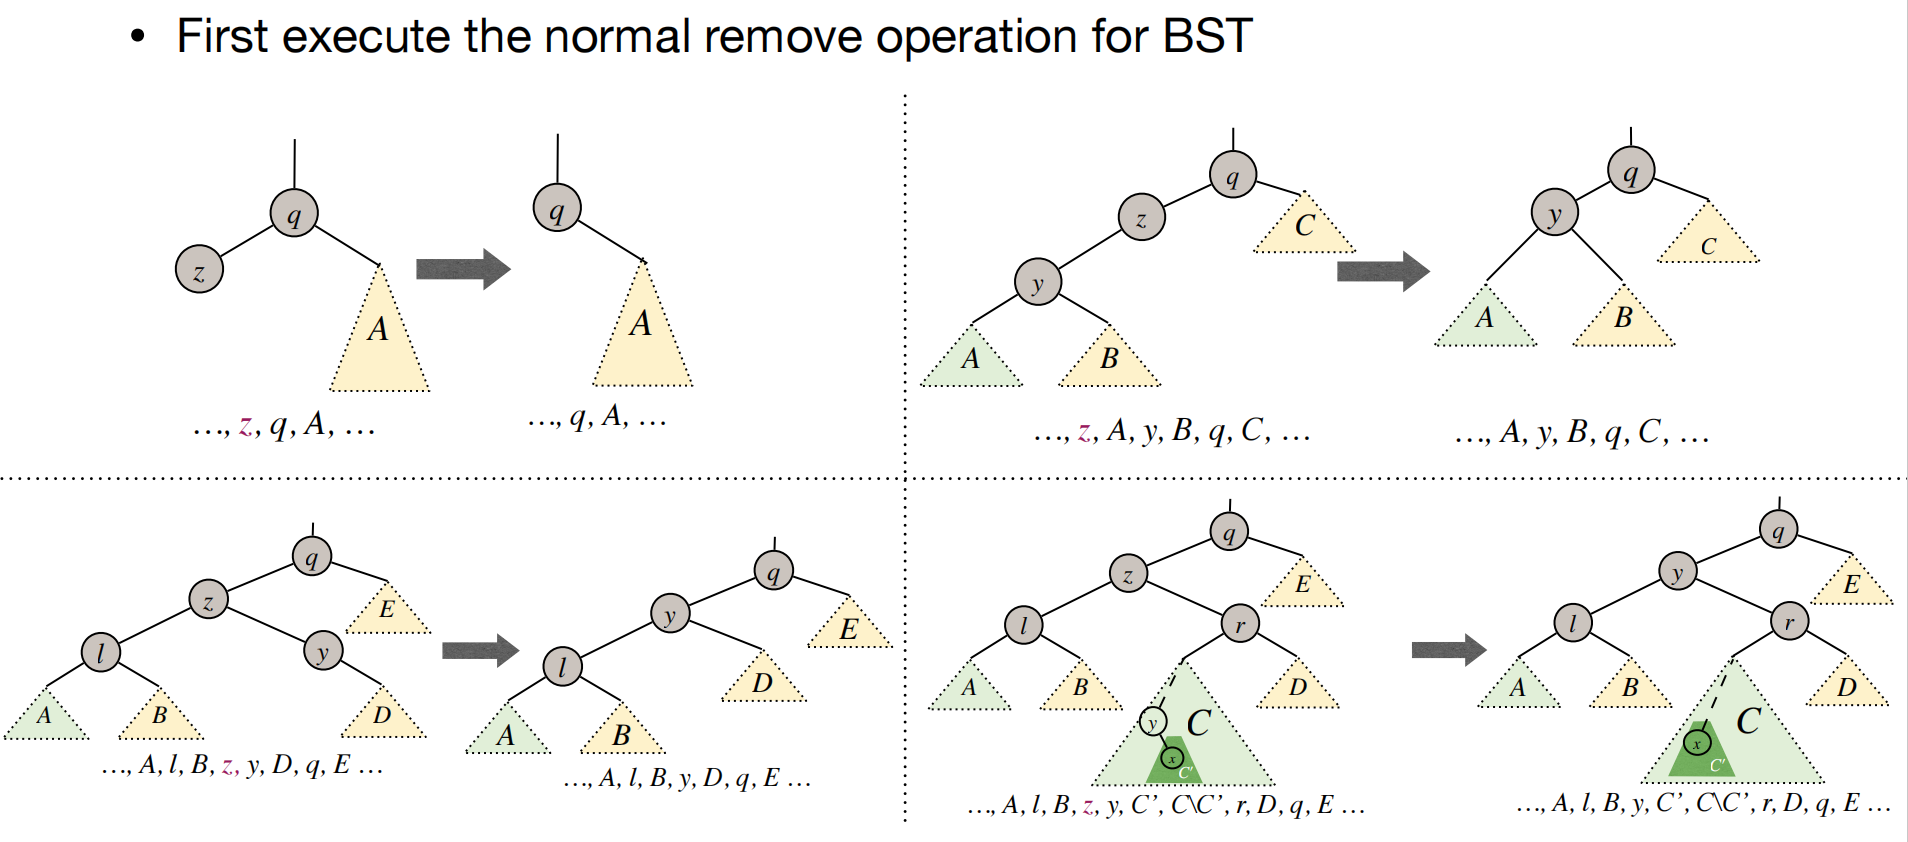 • First execute the normal remove operation for BST
q
z
A
…, z, q, A, …
q
A
…, q, A, …
q
z
C
y
A
B
…, z, A, y, B, q, C, …
q
y
C
A
B
…, A, y, B, q, C, …
q
z
E
l
y
A
B
D
…, A, l, B, z, y, D, q, E …
q
y
E
l
D
A
B
…, A, l, B, y, D, q, E …
q
z
E
l
r
A
B
D
y
C
x
C'
…, A, l, B, z, y, C’, C\C’, r, D, q, E …
q
y
E
l
r
A
B
D
C
x
C'
…, A, l, B, y, C’, C\C’, r, D, q, E …